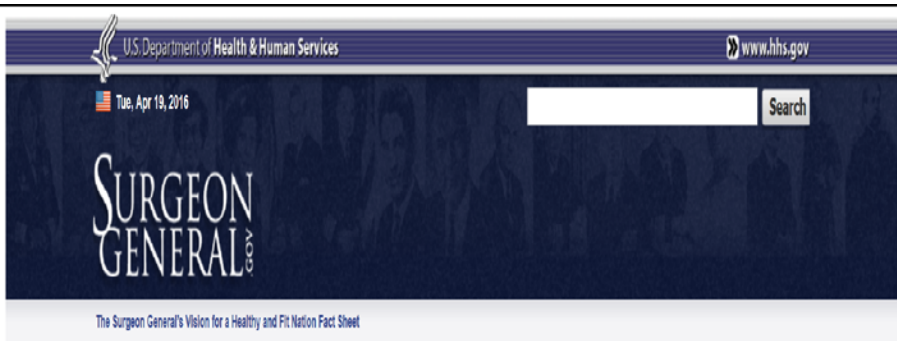 U.S. Department of Health & Human Services
www.hhs.gov
Tue, Apr 19, 2016
Search
SURGEON
GENERAL.GOV
The Surgeon General's Vision for a Healthy and Fit Nation Fact Sheet